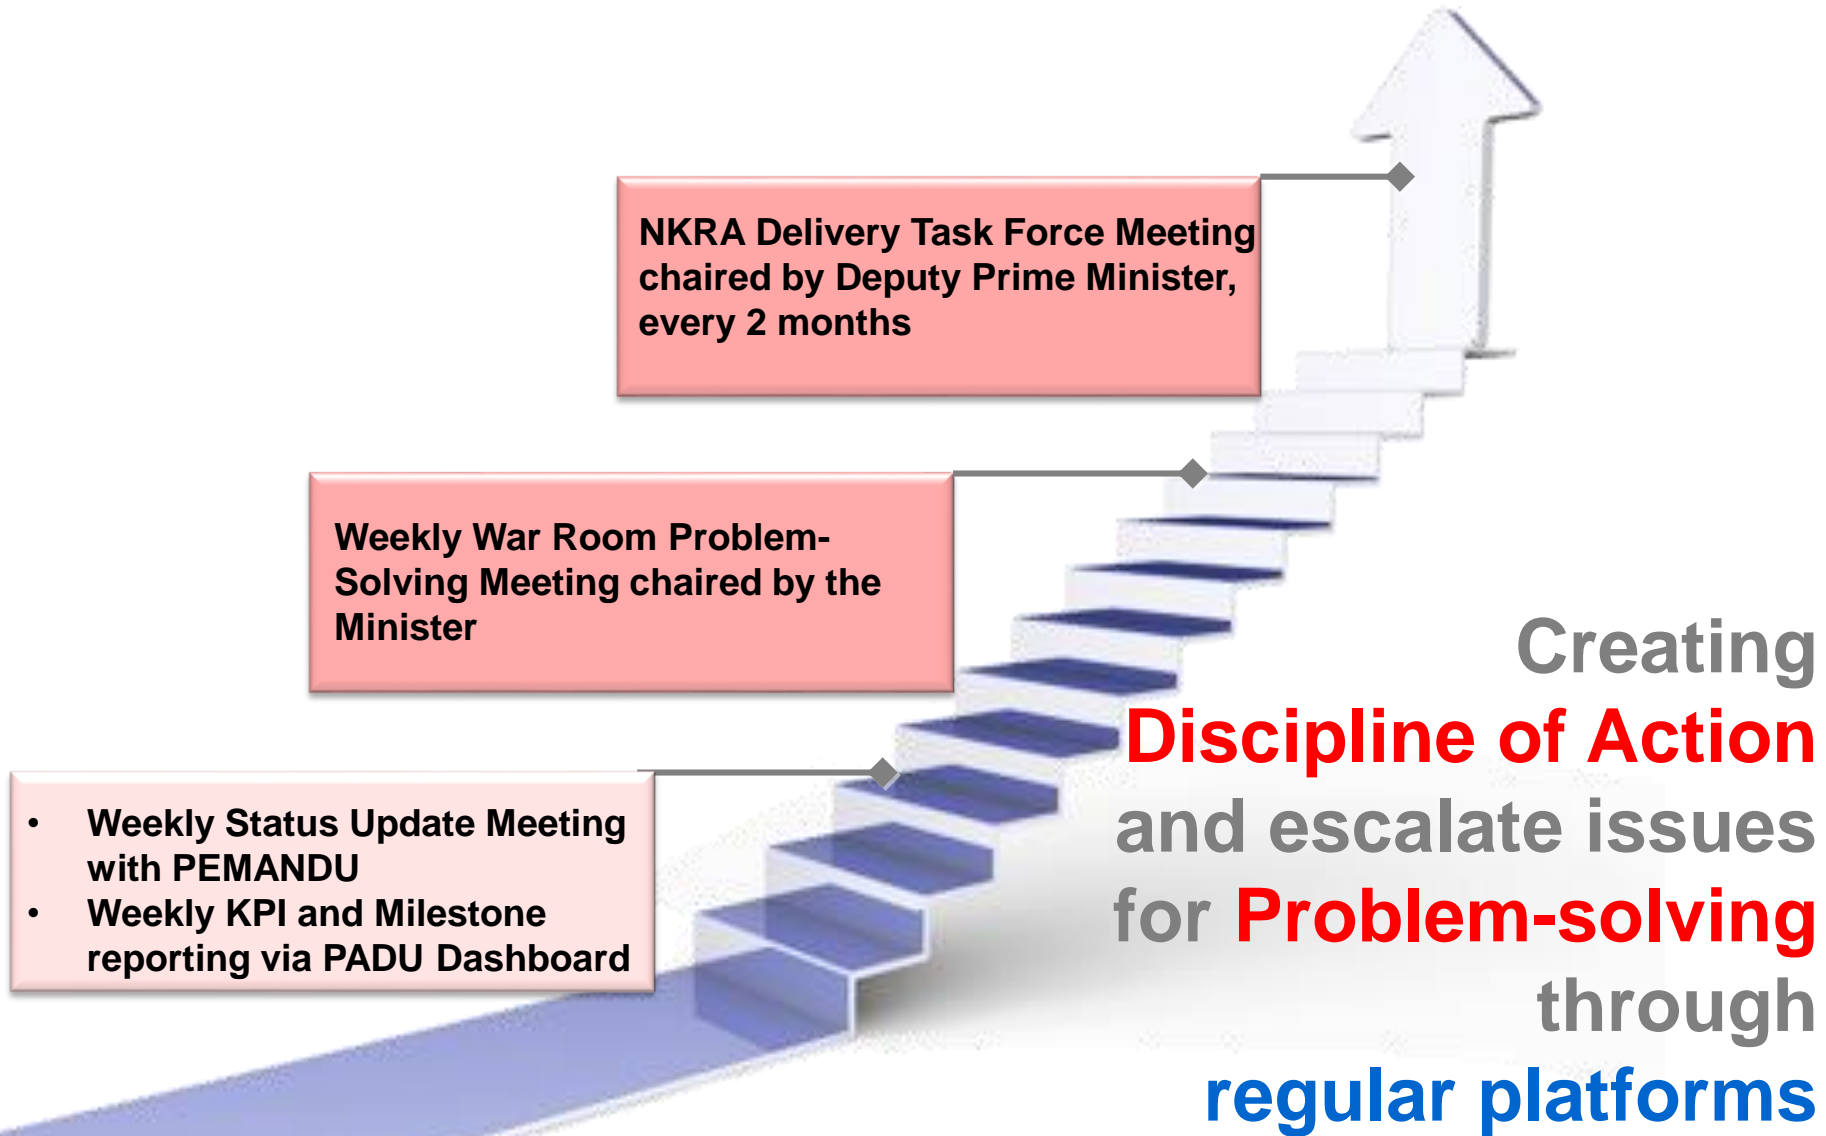 NKRA Delivery Task Force Meeting
chaired by Deputy Prime Minister,
every 2 months
Weekly War Room Problem-
Solving Meeting chaired by the
Minister
• Weekly Status Update Meeting
with PEMANDU
• Weekly KPI and Milestone
reporting via PADU Dashboard
Creating
Discipline of Action
and escalate issues
for Problem-solving
through
regular platforms